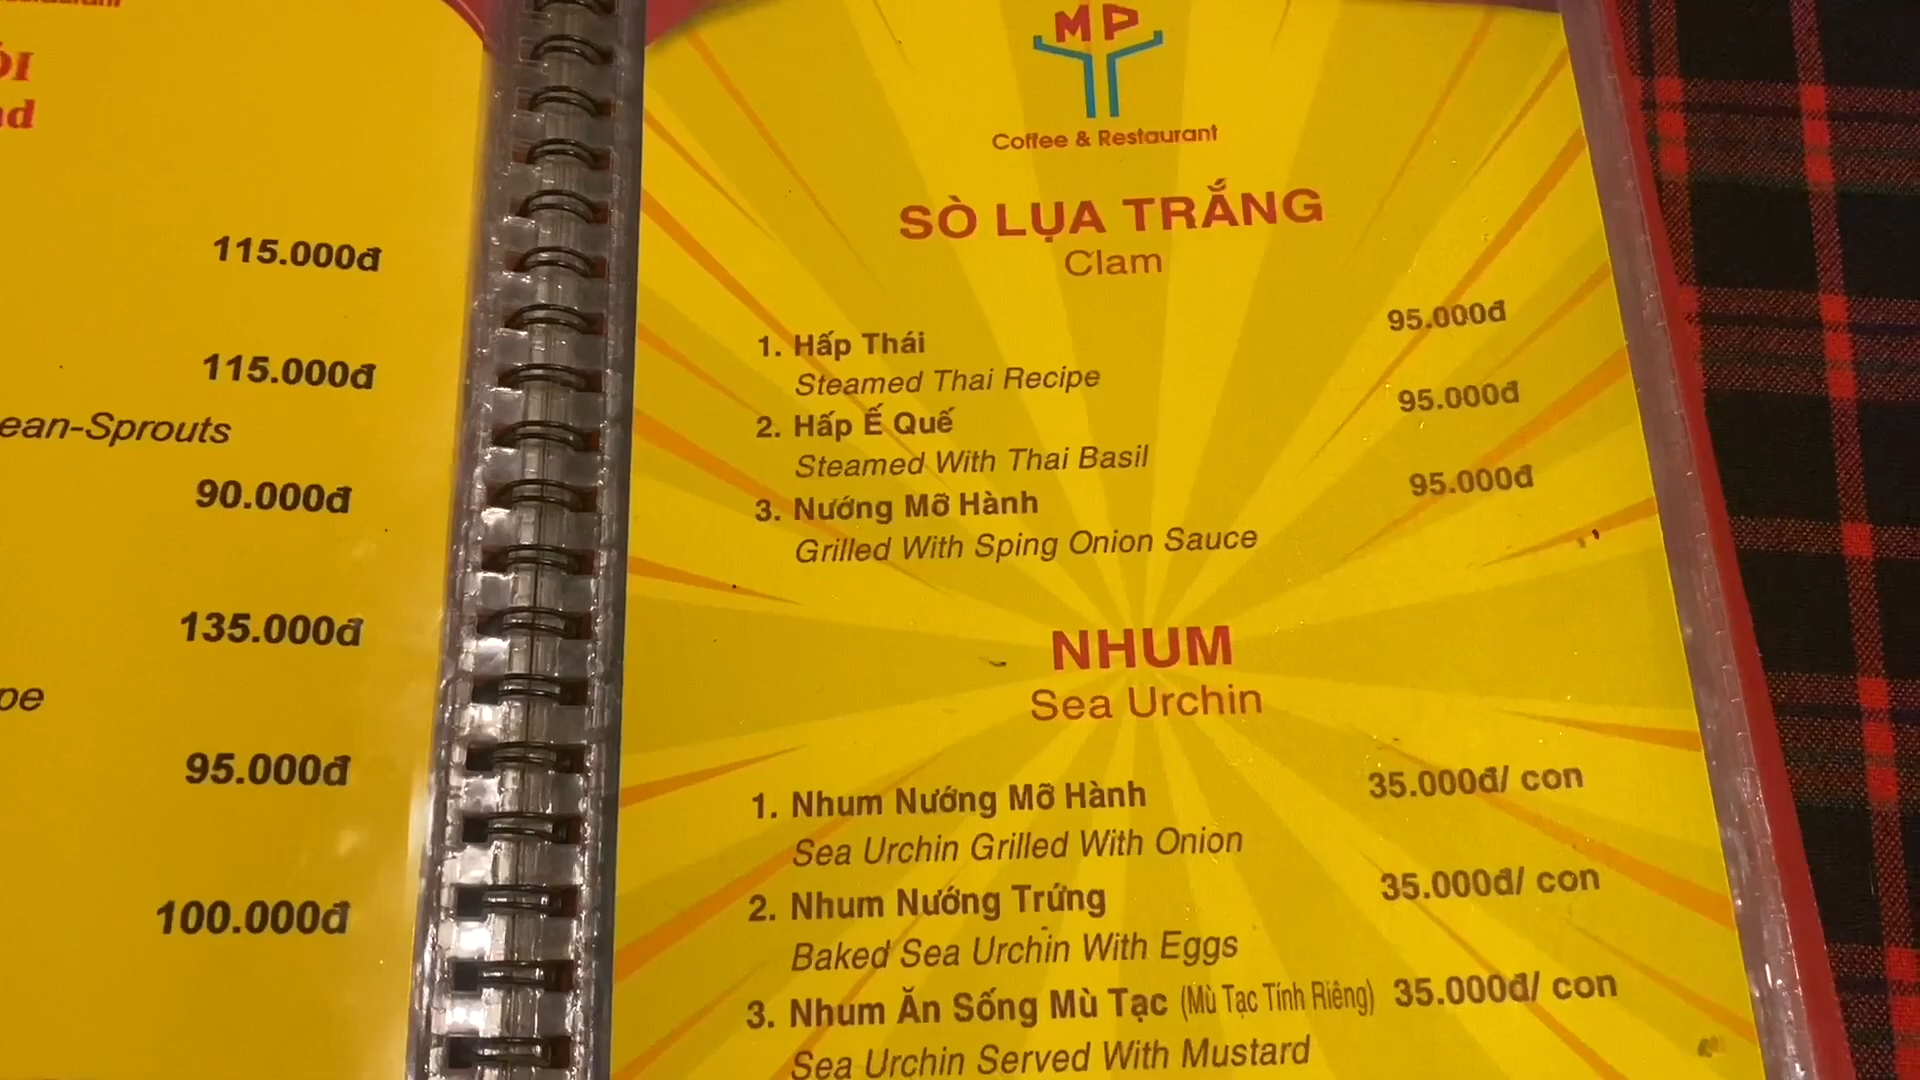 115.000đ
115.000đ
90.000đ
135.000đ
95.000đ
100.000đ
MP
Coffee & Restaurant
SÒ LỤA TRẮNG
Clam
1. Hấp Thái 95.000đ
Steamed Thai Recipe
2. Hấp Ế Quế 95.000đ
Steamed With Thai Basil
3. Nướng Mỡ Hành 95.000đ
Grilled With Sping Onion Sauce
NHUM
Sea Urchin
1. Nhum Nướng Mỡ Hành 35.000đ/ con
Sea Urchin Grilled With Onion
2. Nhum Nướng Trứng 35.000đ/ con
Baked Sea Urchin With Eggs
3. Nhum Ăn Sống Mù Tạc (Mù Tạc Tính Riêng) 35.000đ/ con
Sea Urchin Served With Mustard